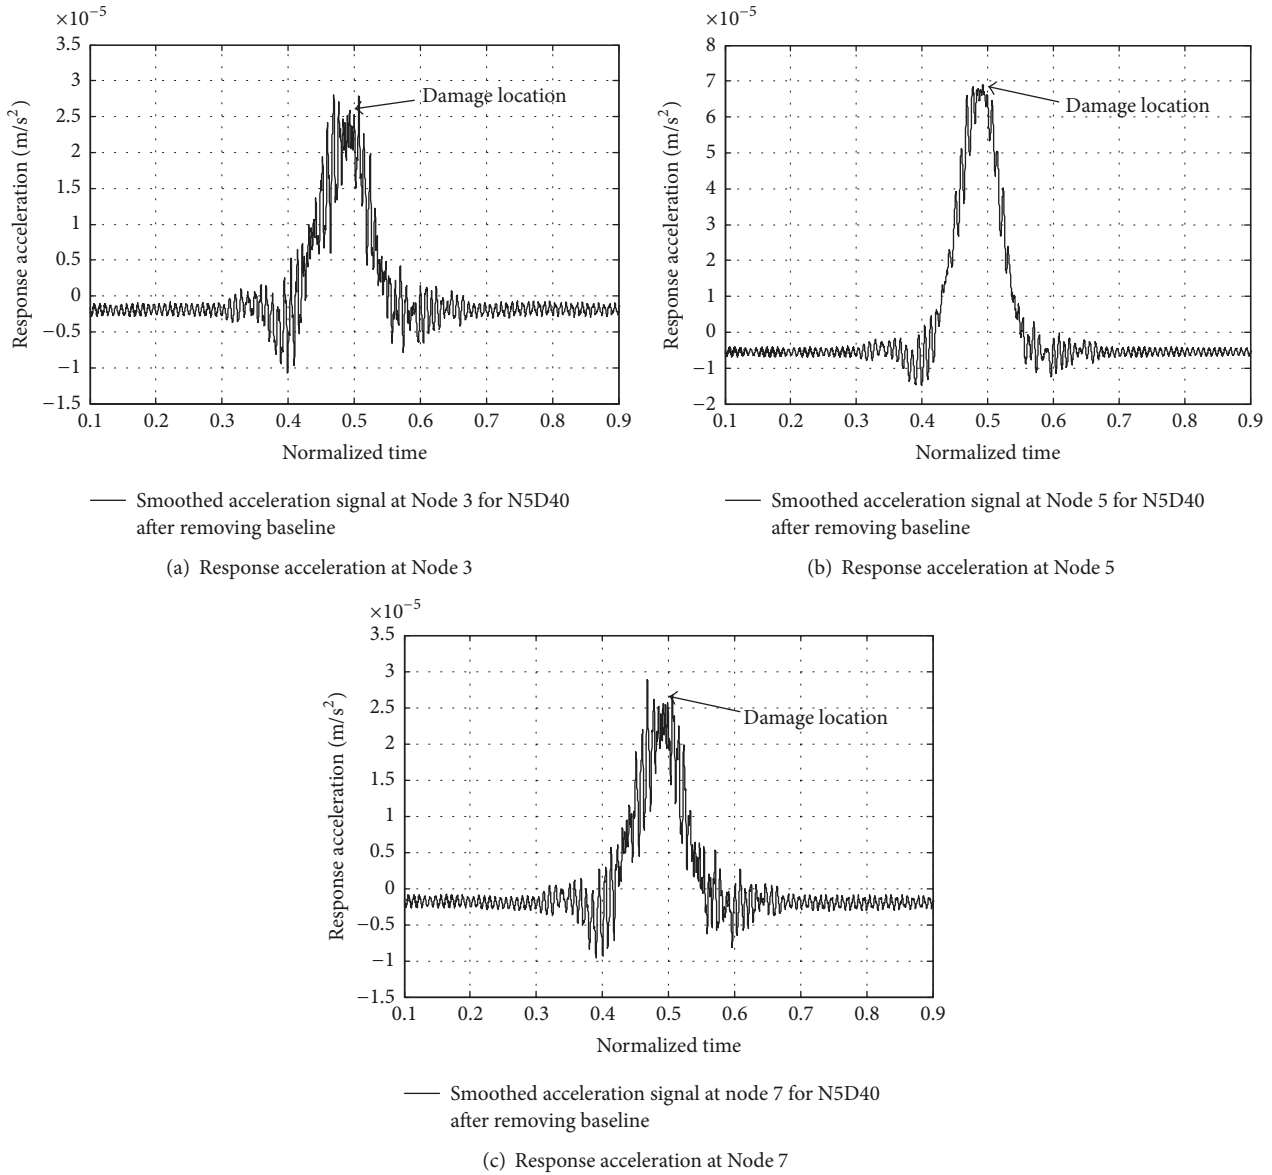 ×10⁻⁵
3.5
3
2.5
2
1.5
1
0.5
0
−0.5
−1
−1.5
Response acceleration (m/s²)
Damage location
0.1 0.2 0.3 0.4 0.5 0.6 0.7 0.8 0.9
Normalized time
Smoothed acceleration signal at Node 3 for N5D40
after removing baseline
(a) Response acceleration at Node 3
×10⁻⁵
8
7
6
5
4
3
2
1
0
−1
−2
Response acceleration (m/s²)
Damage location
0.1 0.2 0.3 0.4 0.5 0.6 0.7 0.8 0.9
Normalized time
Smoothed acceleration signal at Node 5 for N5D40
after removing baseline
(b) Response acceleration at Node 5
×10⁻⁵
3.5
3
2.5
2
1.5
1
0.5
0
−0.5
−1
−1.5
Response acceleration (m/s²)
Damage location
0.1 0.2 0.3 0.4 0.5 0.6 0.7 0.8 0.9
Normalized time
Smoothed acceleration signal at node 7 for N5D40
after removing baseline
(c) Response acceleration at Node 7